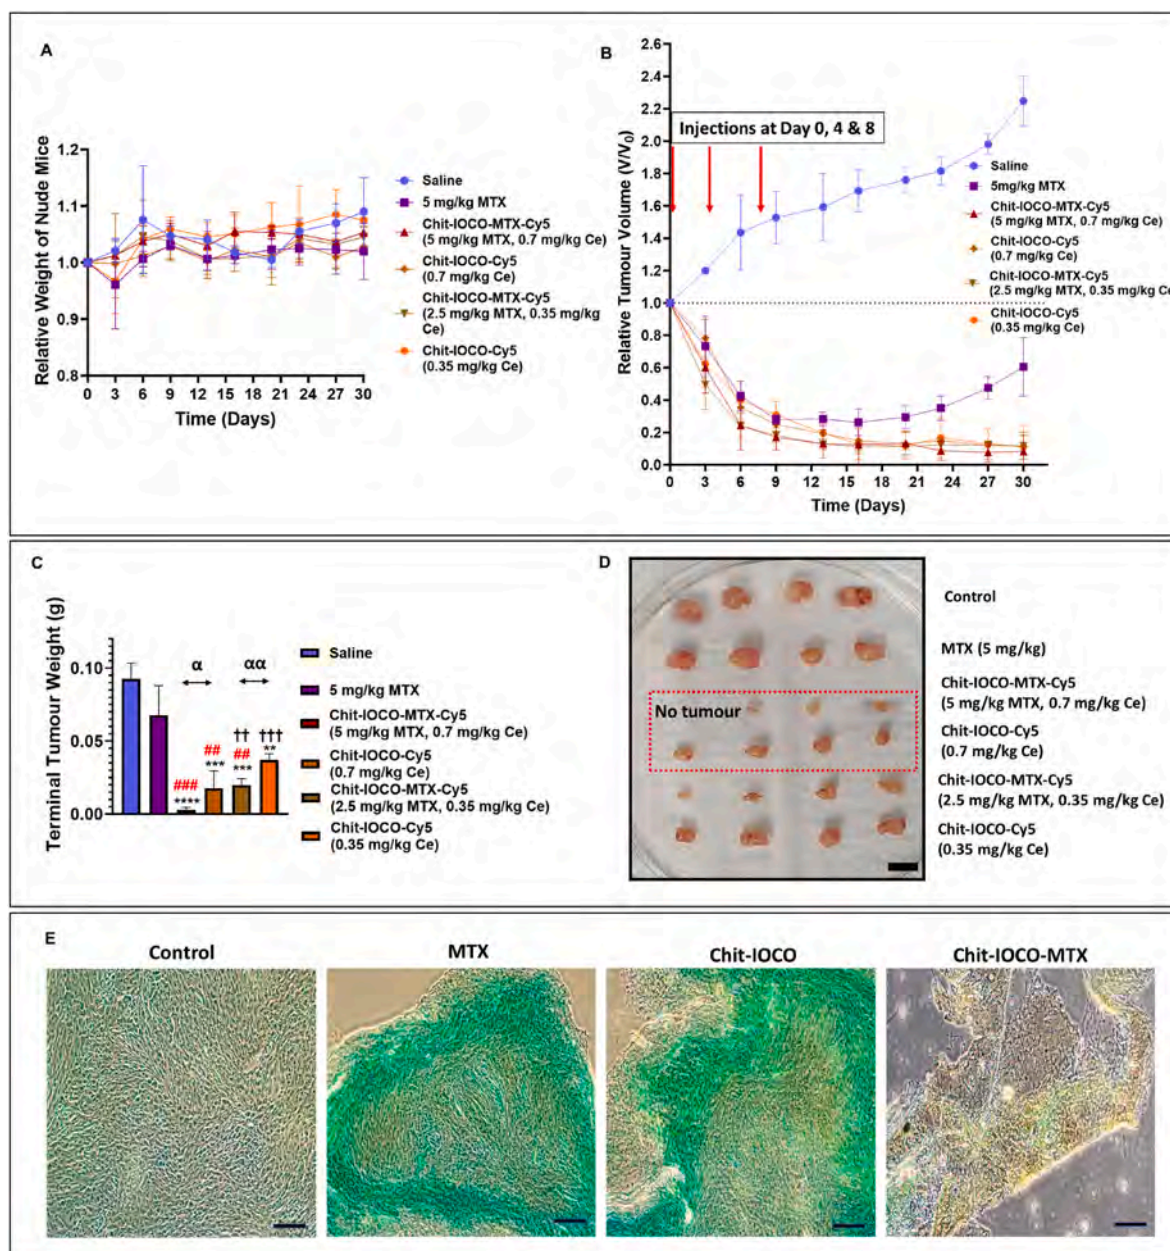 A
Relative Weight of Nude Mice
1.2
1.1
1.0
0.9
0.8
0 3 6 9 12 15 18 21 24 27 30
Time (Days)
Saline
5 mg/kg MTX
Chit-IOCO-MTX-Cy5
(5 mg/kg MTX, 0.7 mg/kg Ce)
Chit-IOCO-Cy5
(0.7 mg/kg Ce)
Chit-IOCO-MTX-Cy5
(2.5 mg/kg MTX, 0.35 mg/kg
Ce)
Chit-IOCO-Cy5
(0.35 mg/kg Ce)
B
Relative Tumour Volume (V/V₀)
2.6
2.4
2.2
2.0
1.8
1.6
1.4
1.2
1.0
0.8
0.6
0.4
0.2
0.0
0 3 6 9 12 15 18 21 24 27 30
Time (Days)
Injections at Day 0, 4 & 8
Saline
5mg/kg MTX
Chit-IOCO-MTX-Cy5
(5 mg/kg MTX, 0.7 mg/kg Ce)
Chit-IOCO-Cy5
(0.7 mg/kg Ce)
Chit-IOCO-MTX-Cy5
(2.5 mg/kg MTX, 0.35 mg/kg Ce
Chit-IOCO-Cy5
(0.35 mg/kg Ce)
C
Terminal Tumour Weight (g)
0.10
0.05
0.00
α
αα
### ****
## ***
†† ## ***
††† **
Saline
5 mg/kg MTX
Chit-IOCO-MTX-Cy5
(5 mg/kg MTX, 0.7 mg/kg Ce)
Chit-IOCO-Cy5
(0.7 mg/kg Ce)
Chit-IOCO-MTX-Cy5
(2.5 mg/kg MTX, 0.35 mg/kg Ce)
Chit-IOCO-Cy5
(0.35 mg/kg Ce)
D
No tumour
Control
MTX (5 mg/kg)
Chit-IOCO-MTX-Cy5
(5 mg/kg MTX, 0.7 mg/kg Ce)
Chit-IOCO-Cy5
(0.7 mg/kg Ce)
Chit-IOCO-MTX-Cy5
(2.5 mg/kg MTX, 0.35 mg/kg Ce)
Chit-IOCO-Cy5
(0.35 mg/kg Ce)
E
Control
MTX
Chit-IOCO
Chit-IOCO-MTX